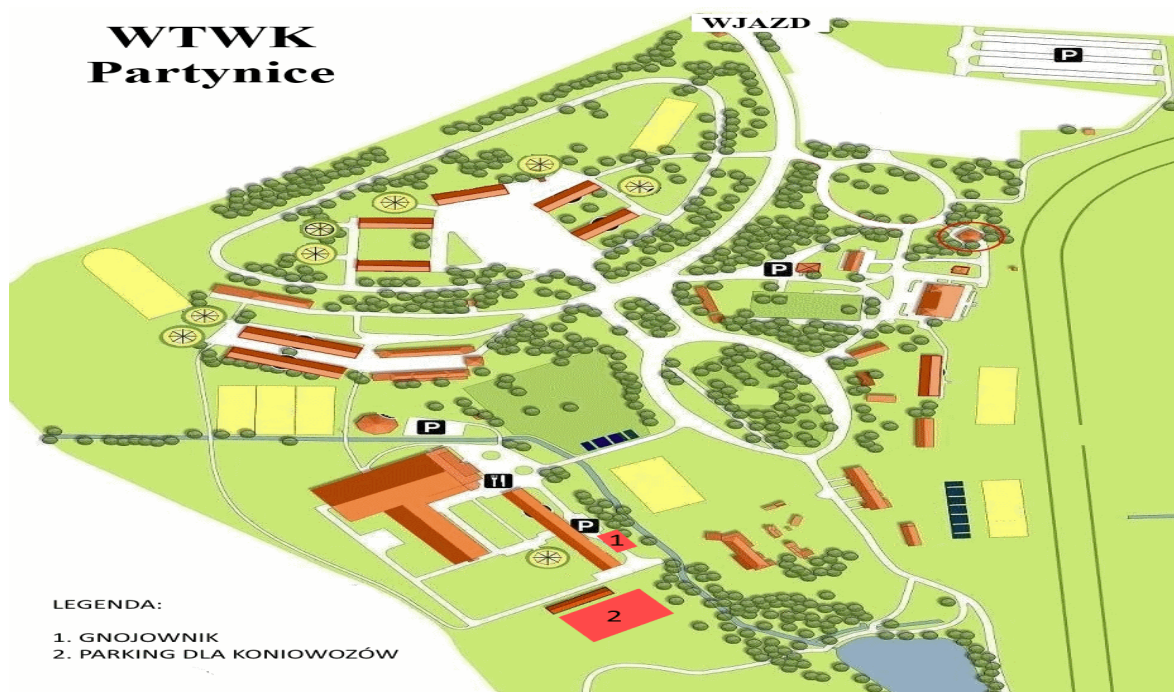 WTWK
Partynice
WJAZD
P
P
P
P
1
2
LEGENDA:
1. GNOJOWNIK
2. PARKING DLA KONIOWOZÓW